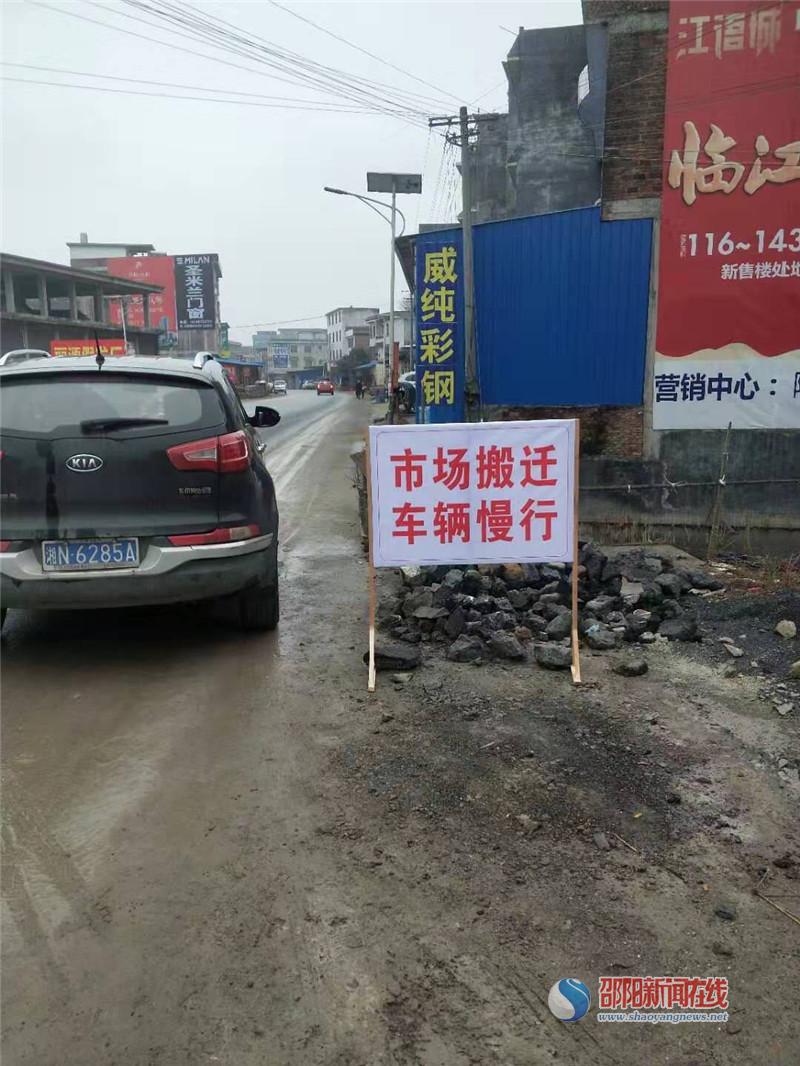 临江
116~143
新售楼处地
营销中心：
MILAN
圣米兰门窗
威纯彩钢
市场搬迁
车辆慢行
KIA
湘N·6285A
邵阳新闻在线
www.shaoyangnews.net